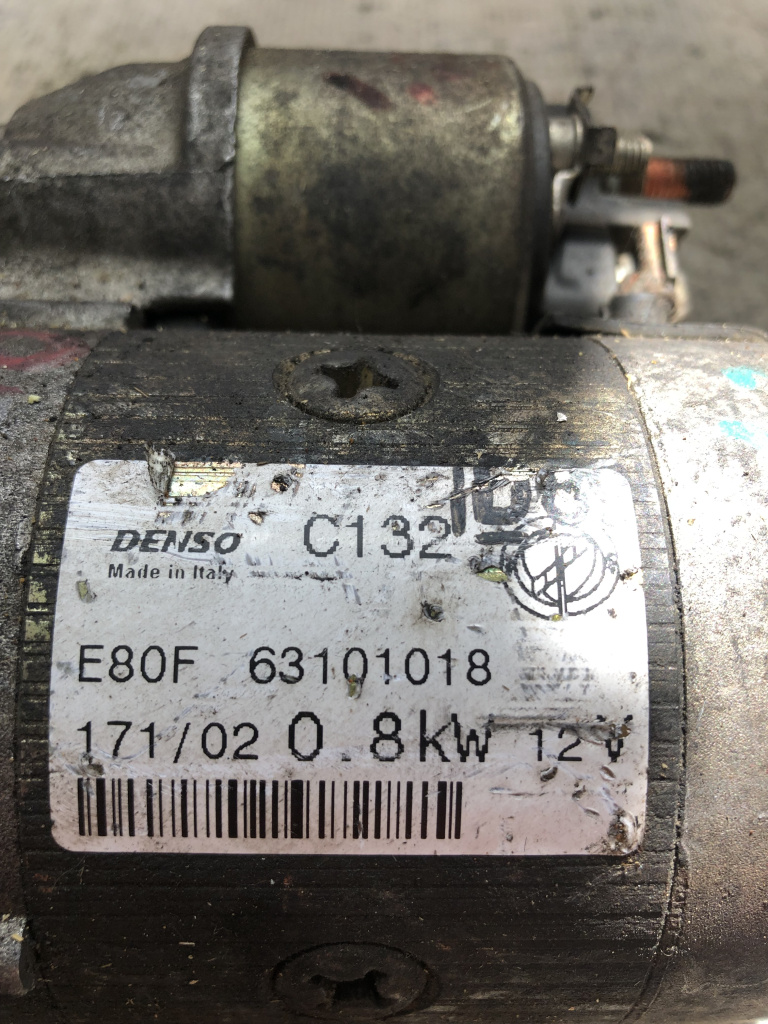 DENSO C132
Made in Italy
E80F 63101018
171/02 0.8kW 12V